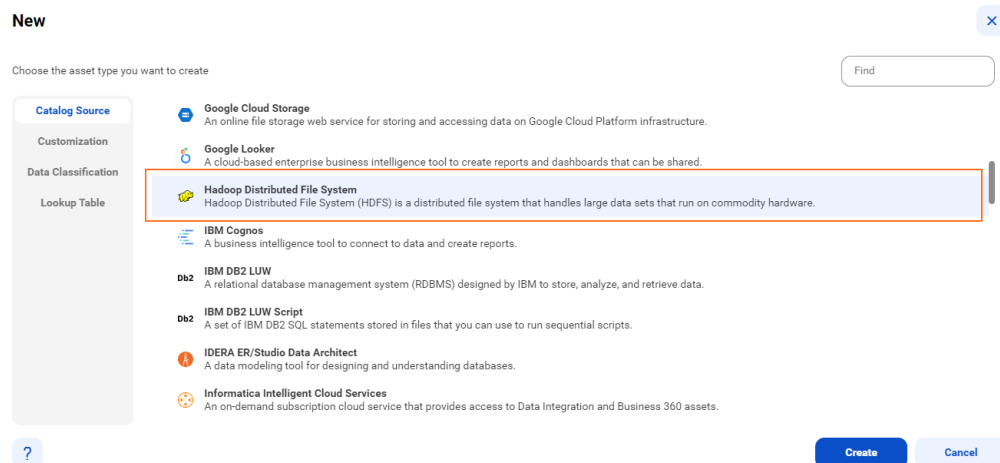 New
Choose the asset type you want to create
Find
Catalog Source
Customization
Data Classification
Lookup Table
Google Cloud Storage
An online file storage web service for storing and accessing data on Google Cloud Platform infrastructure.
Google Looker
A cloud-based enterprise business intelligence tool to create reports and dashboards that can be shared.
Hadoop Distributed File System
Hadoop Distributed File System (HDFS) is a distributed file system that handles large data sets that run on commodity hardware.
IBM Cognos
A business intelligence tool to connect to data and create reports.
Db2
IBM DB2 LUW
A relational database management system (RDBMS) designed by IBM to store, analyze, and retrieve data.
Db2
IBM DB2 LUW Script
A set of IBM DB2 SQL statements stored in files that you can use to run sequential scripts.
IDERA ER/Studio Data Architect
A data modeling tool for designing and understanding databases.
Informatica Intelligent Cloud Services
An on-demand subscription cloud service that provides access to Data Integration and Business 360 assets.
?
Create
Cancel